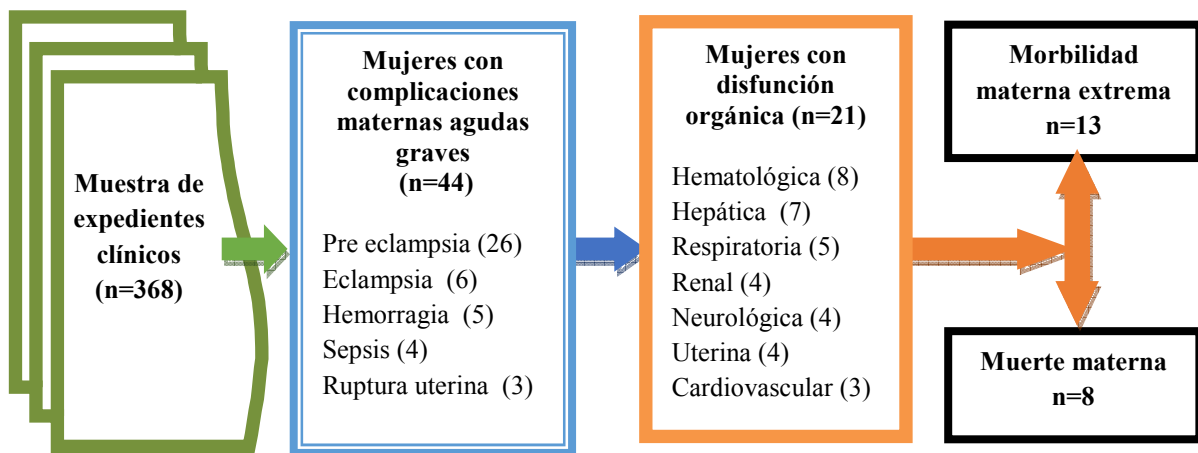 Muestra de
expedientes
clínicos
(n=368)
Mujeres con
complicaciones
maternas agudas
graves
(n=44)
Pre eclampsia (26)
Eclampsia (6)
Hemorragia (5)
Sepsis (4)
Ruptura uterina (3)
Mujeres con
disfunción
orgánica (n=21)
Hematológica (8)
Hepática (7)
Respiratoria (5)
Renal (4)
Neurológica (4)
Uterina (4)
Cardiovascular (3)
Morbilidad
materna extrema
n=13
Muerte materna
n=8